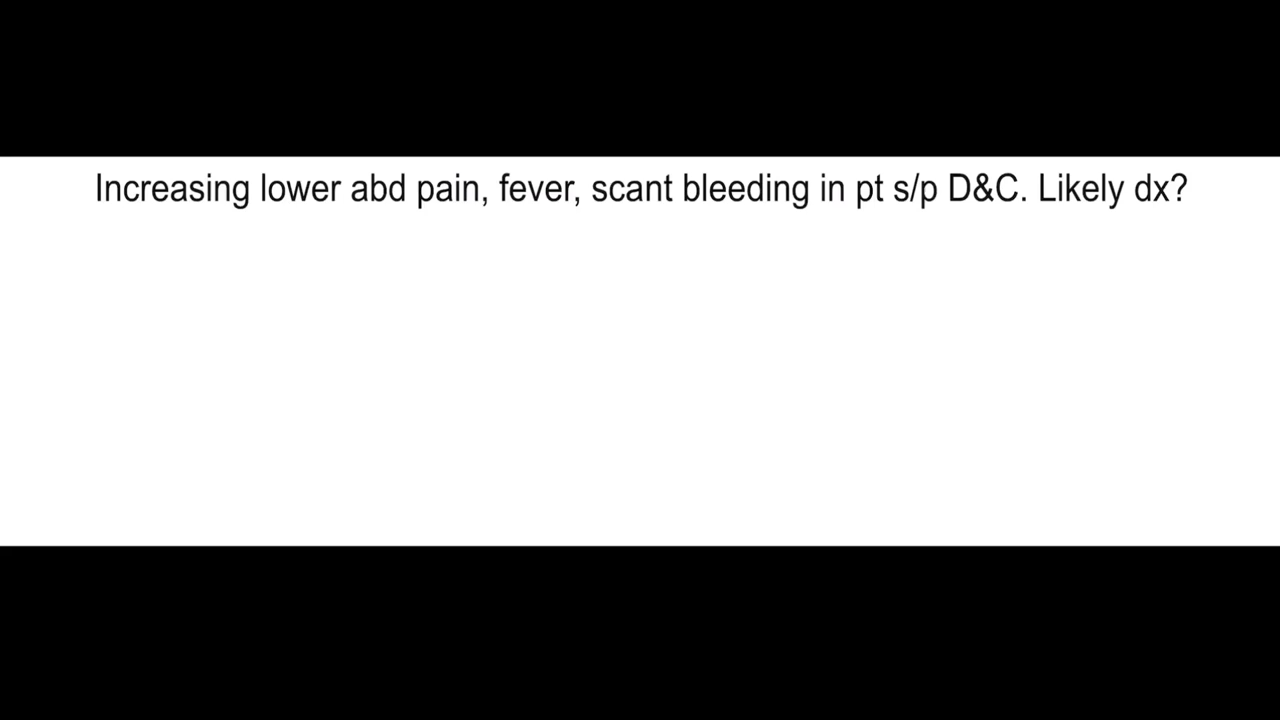 Increasing lower abd pain, fever, scant bleeding in pt s/p D&C. Likely dx?